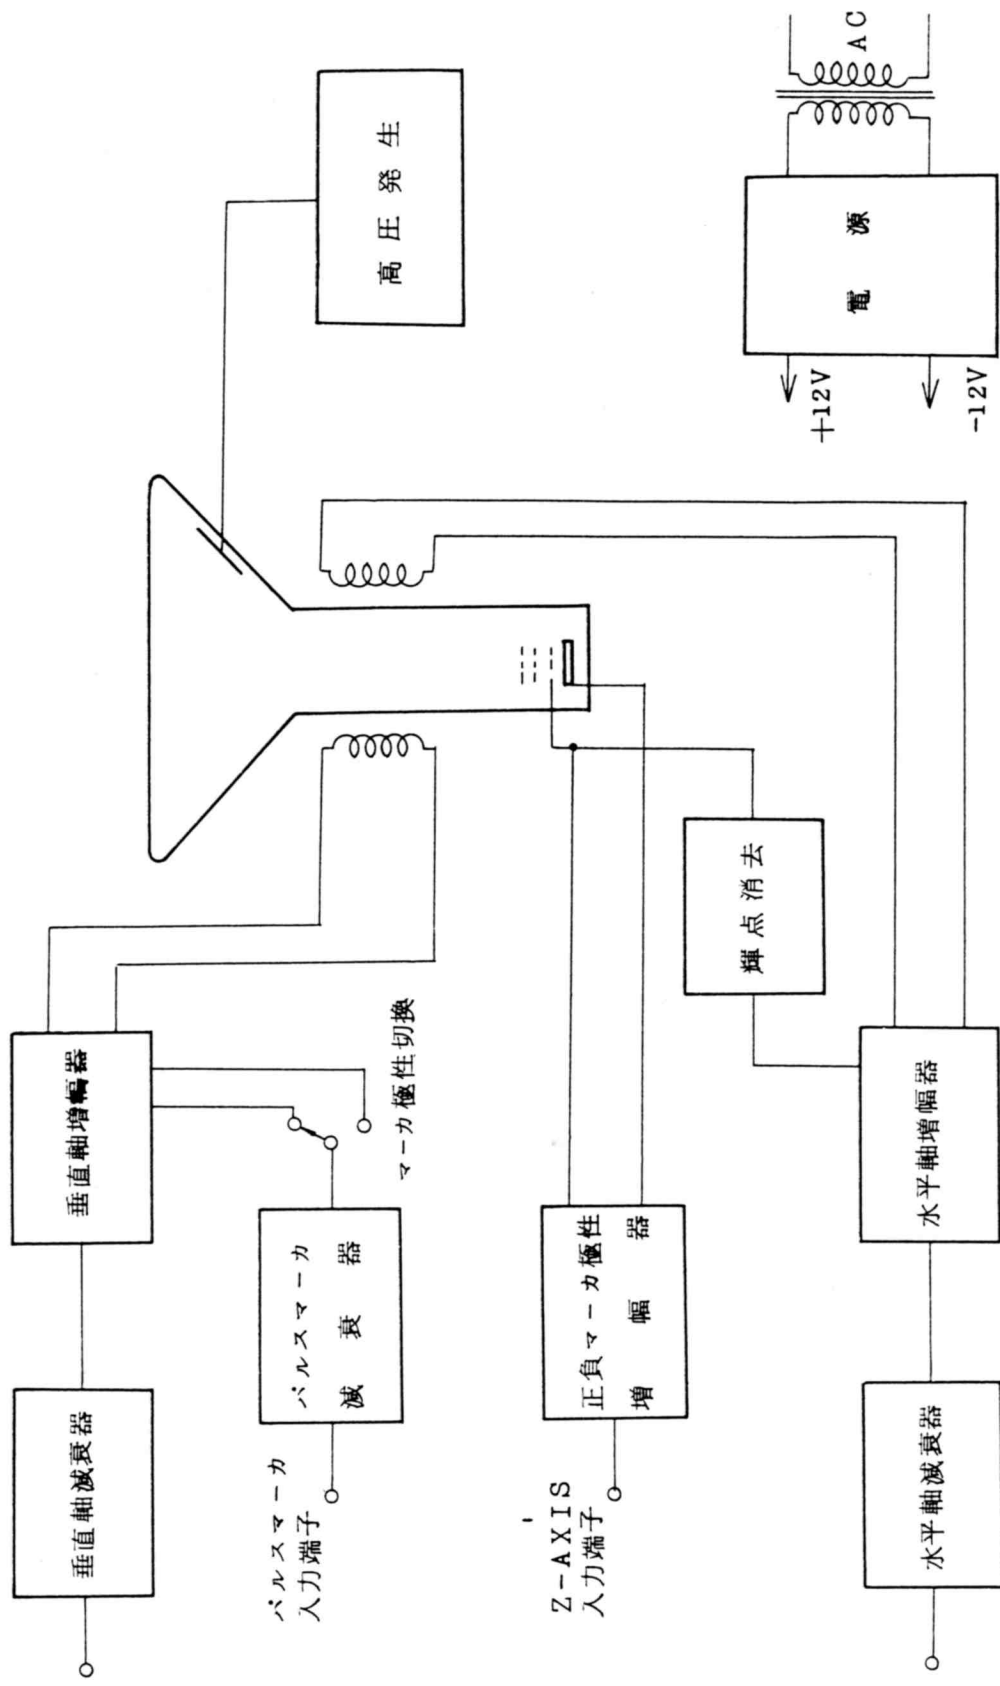 垂直軸減衰器
垂直軸増幅器
パルスマーカ
入力端子
パルスマーカ
減衰器
マーカ極性切換
Z-AXIS
入力端子
正負マーカ極性
増幅器
輝点消去
水平軸減衰器
水平軸増幅器
高圧発生
電源
+12V
-12V
AC